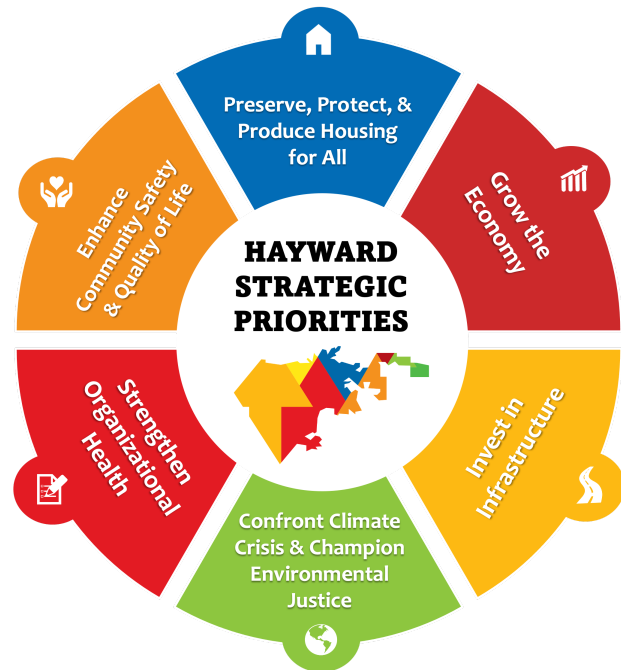 Preserve, Protect, &
Produce Housing
for All
Grow the
Economy
Invest in
Infrastructure
Confront Climate
Crisis & Champion
Environmental
Justice
Strengthen
Organizational
Health
Enhance
Community Safety
& Quality of Life
HAYWARD
STRATEGIC
PRIORITIES